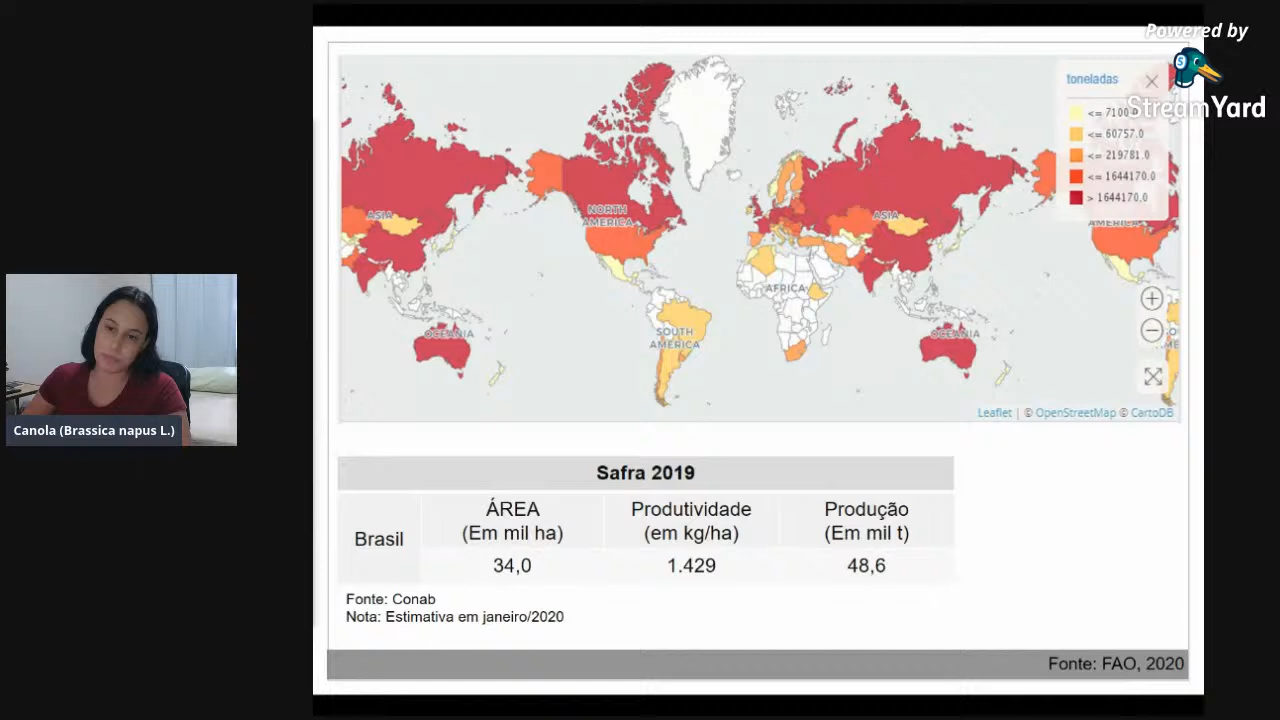 Powered by
StreamYard
toneladas
<= 7100
<= 60757.0
<= 219781.0
<= 1644170.0
> 1644170.0
ASIA
NORTH
AMERICA
ASIA
AMERICA
AFRICA
OCEANIA
SOUTH
AMERICA
OCEANIA
Leaflet | © OpenStreetMap © CartoDB
Canola (Brassica napus L.)
Safra 2019
Brasil
ÁREA
(Em mil ha)
Produtividade
(em kg/ha)
Produção
(Em mil t)
34,0
1.429
48,6
Fonte: Conab
Nota: Estimativa em janeiro/2020
Fonte: FAO, 2020